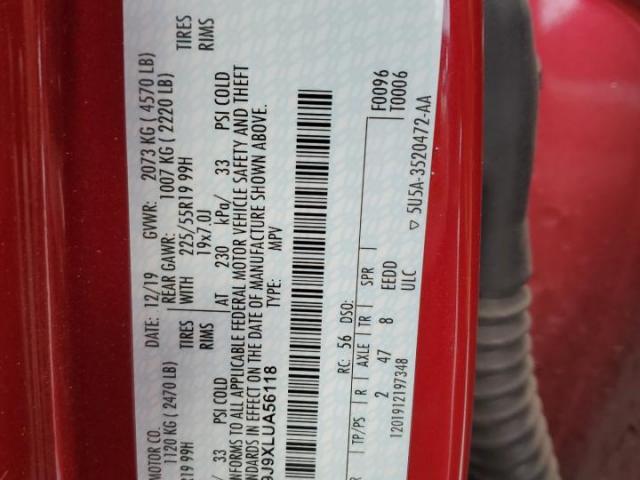 MOTOR CO.
DATE: 12/19 GVWR: 2073 KG ( 4570 LB)
1120 KG ( 2470 LB) REAR GAWR: 1007 KG ( 2220 LB)
R19 99H TIRES WITH 225/55R19 99H TIRES
RIMS 19x7.0J RIMS
/ 33 PSI COLD AT 230 kPa/ 33 PSI COLD
NFORMS TO ALL APPLICABLE FEDERAL MOTOR VEHICLE SAFETY AND THEFT
ANDARDS IN EFFECT ON THE DATE OF MANUFACTURE SHOWN ABOVE.
9J9XLUA56118 TYPE: MPV
F0096
T0006
RC: 56 DSO:
TP/PS R AXLE TR SPR
2 47 8 EEDD
1201912197348 ULC
▽ 5U5A-3520472-AA